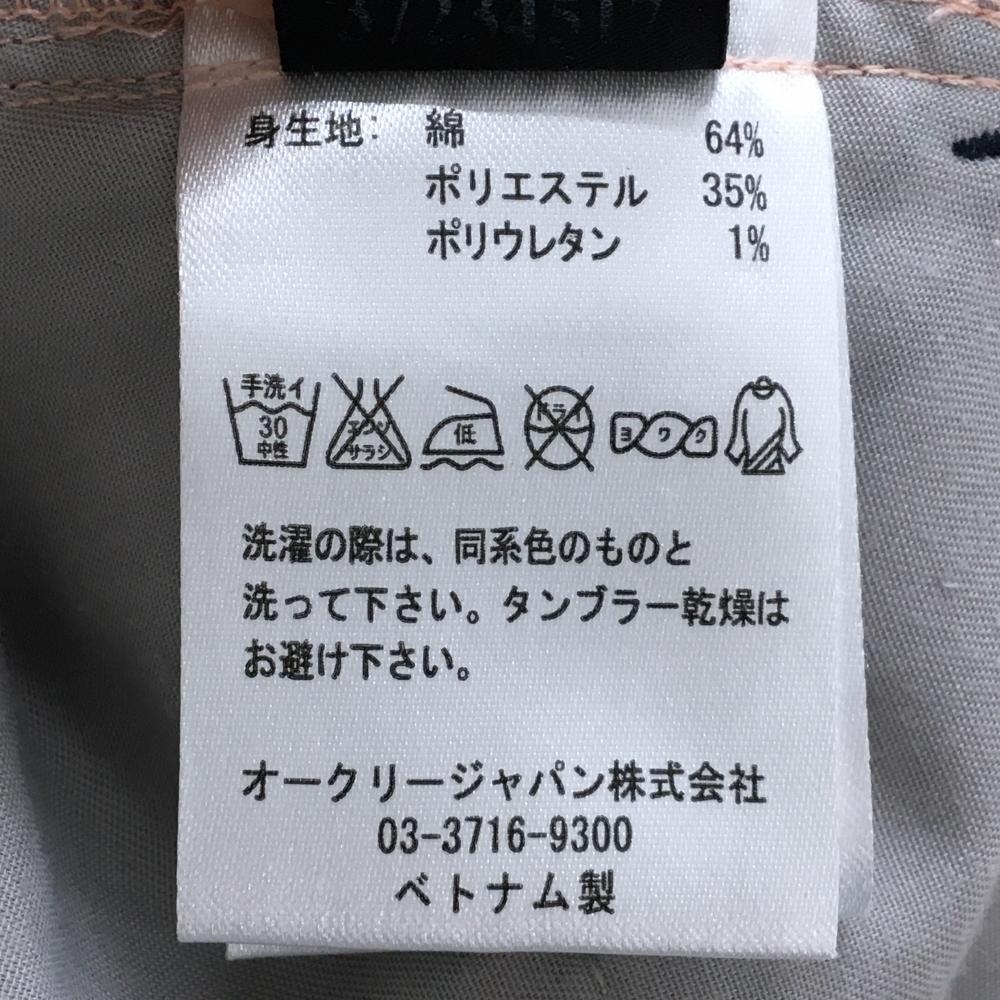 身生地: 綿 64%
ポリエステル 35%
ポリウレタン 1%
手洗イ
30
中性
エンソ
サラシ
低
ドライ
ヨワク
洗濯の際は、同系色のものと
洗って下さい。タンブラー乾燥は
お避け下さい。
オークリージャパン株式会社
03-3716-9300
ベトナム製